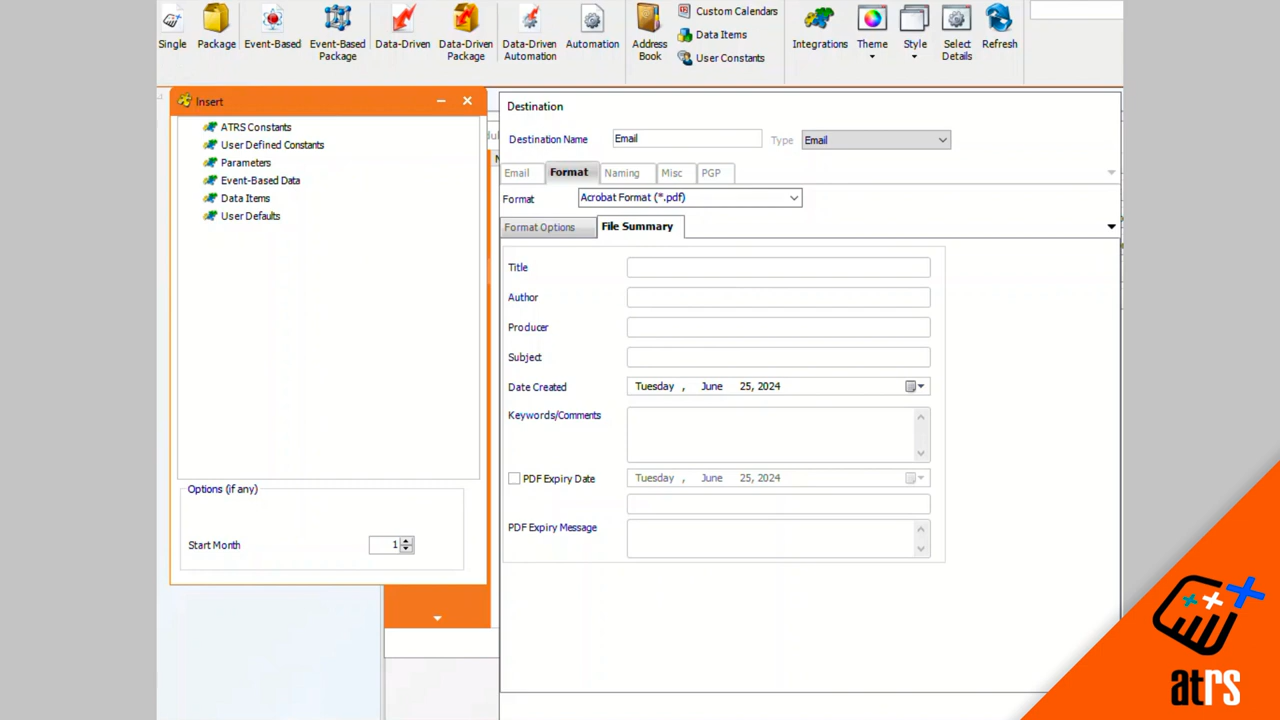 Single
Package
Event-Based
Event-Based
Package
Data-Driven
Data-Driven
Package
Data-Driven
Automation
Automation
Address
Book
Custom Calendars
Data Items
User Constants
Integrations
Theme
Style
Select
Details
Refresh
Insert
ATRS Constants
User Defined Constants
Parameters
Event-Based Data
Data Items
User Defaults
Options (if any)
Start Month 1
Destination
Destination Name Email Type Email
Email Format Naming Misc PGP
Format Acrobat Format (*.pdf)
Format Options File Summary
Title
Author
Producer
Subject
Date Created Tuesday , June 25, 2024
Keywords/Comments
PDF Expiry Date Tuesday , June 25, 2024
PDF Expiry Message
atrs